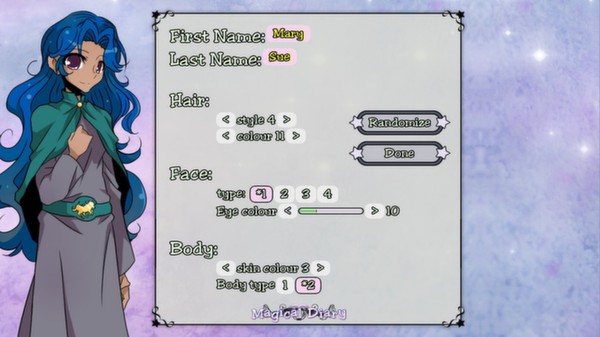 First Name: Mary
Last Name: Sue
Hair:
< style 4 >
< colour 11 >
Randomize
Done
Face:
type: *1 2 3 4
Eye colour < > 10
Body:
< skin colour 3 >
Body type 1 *2
Magical Diary